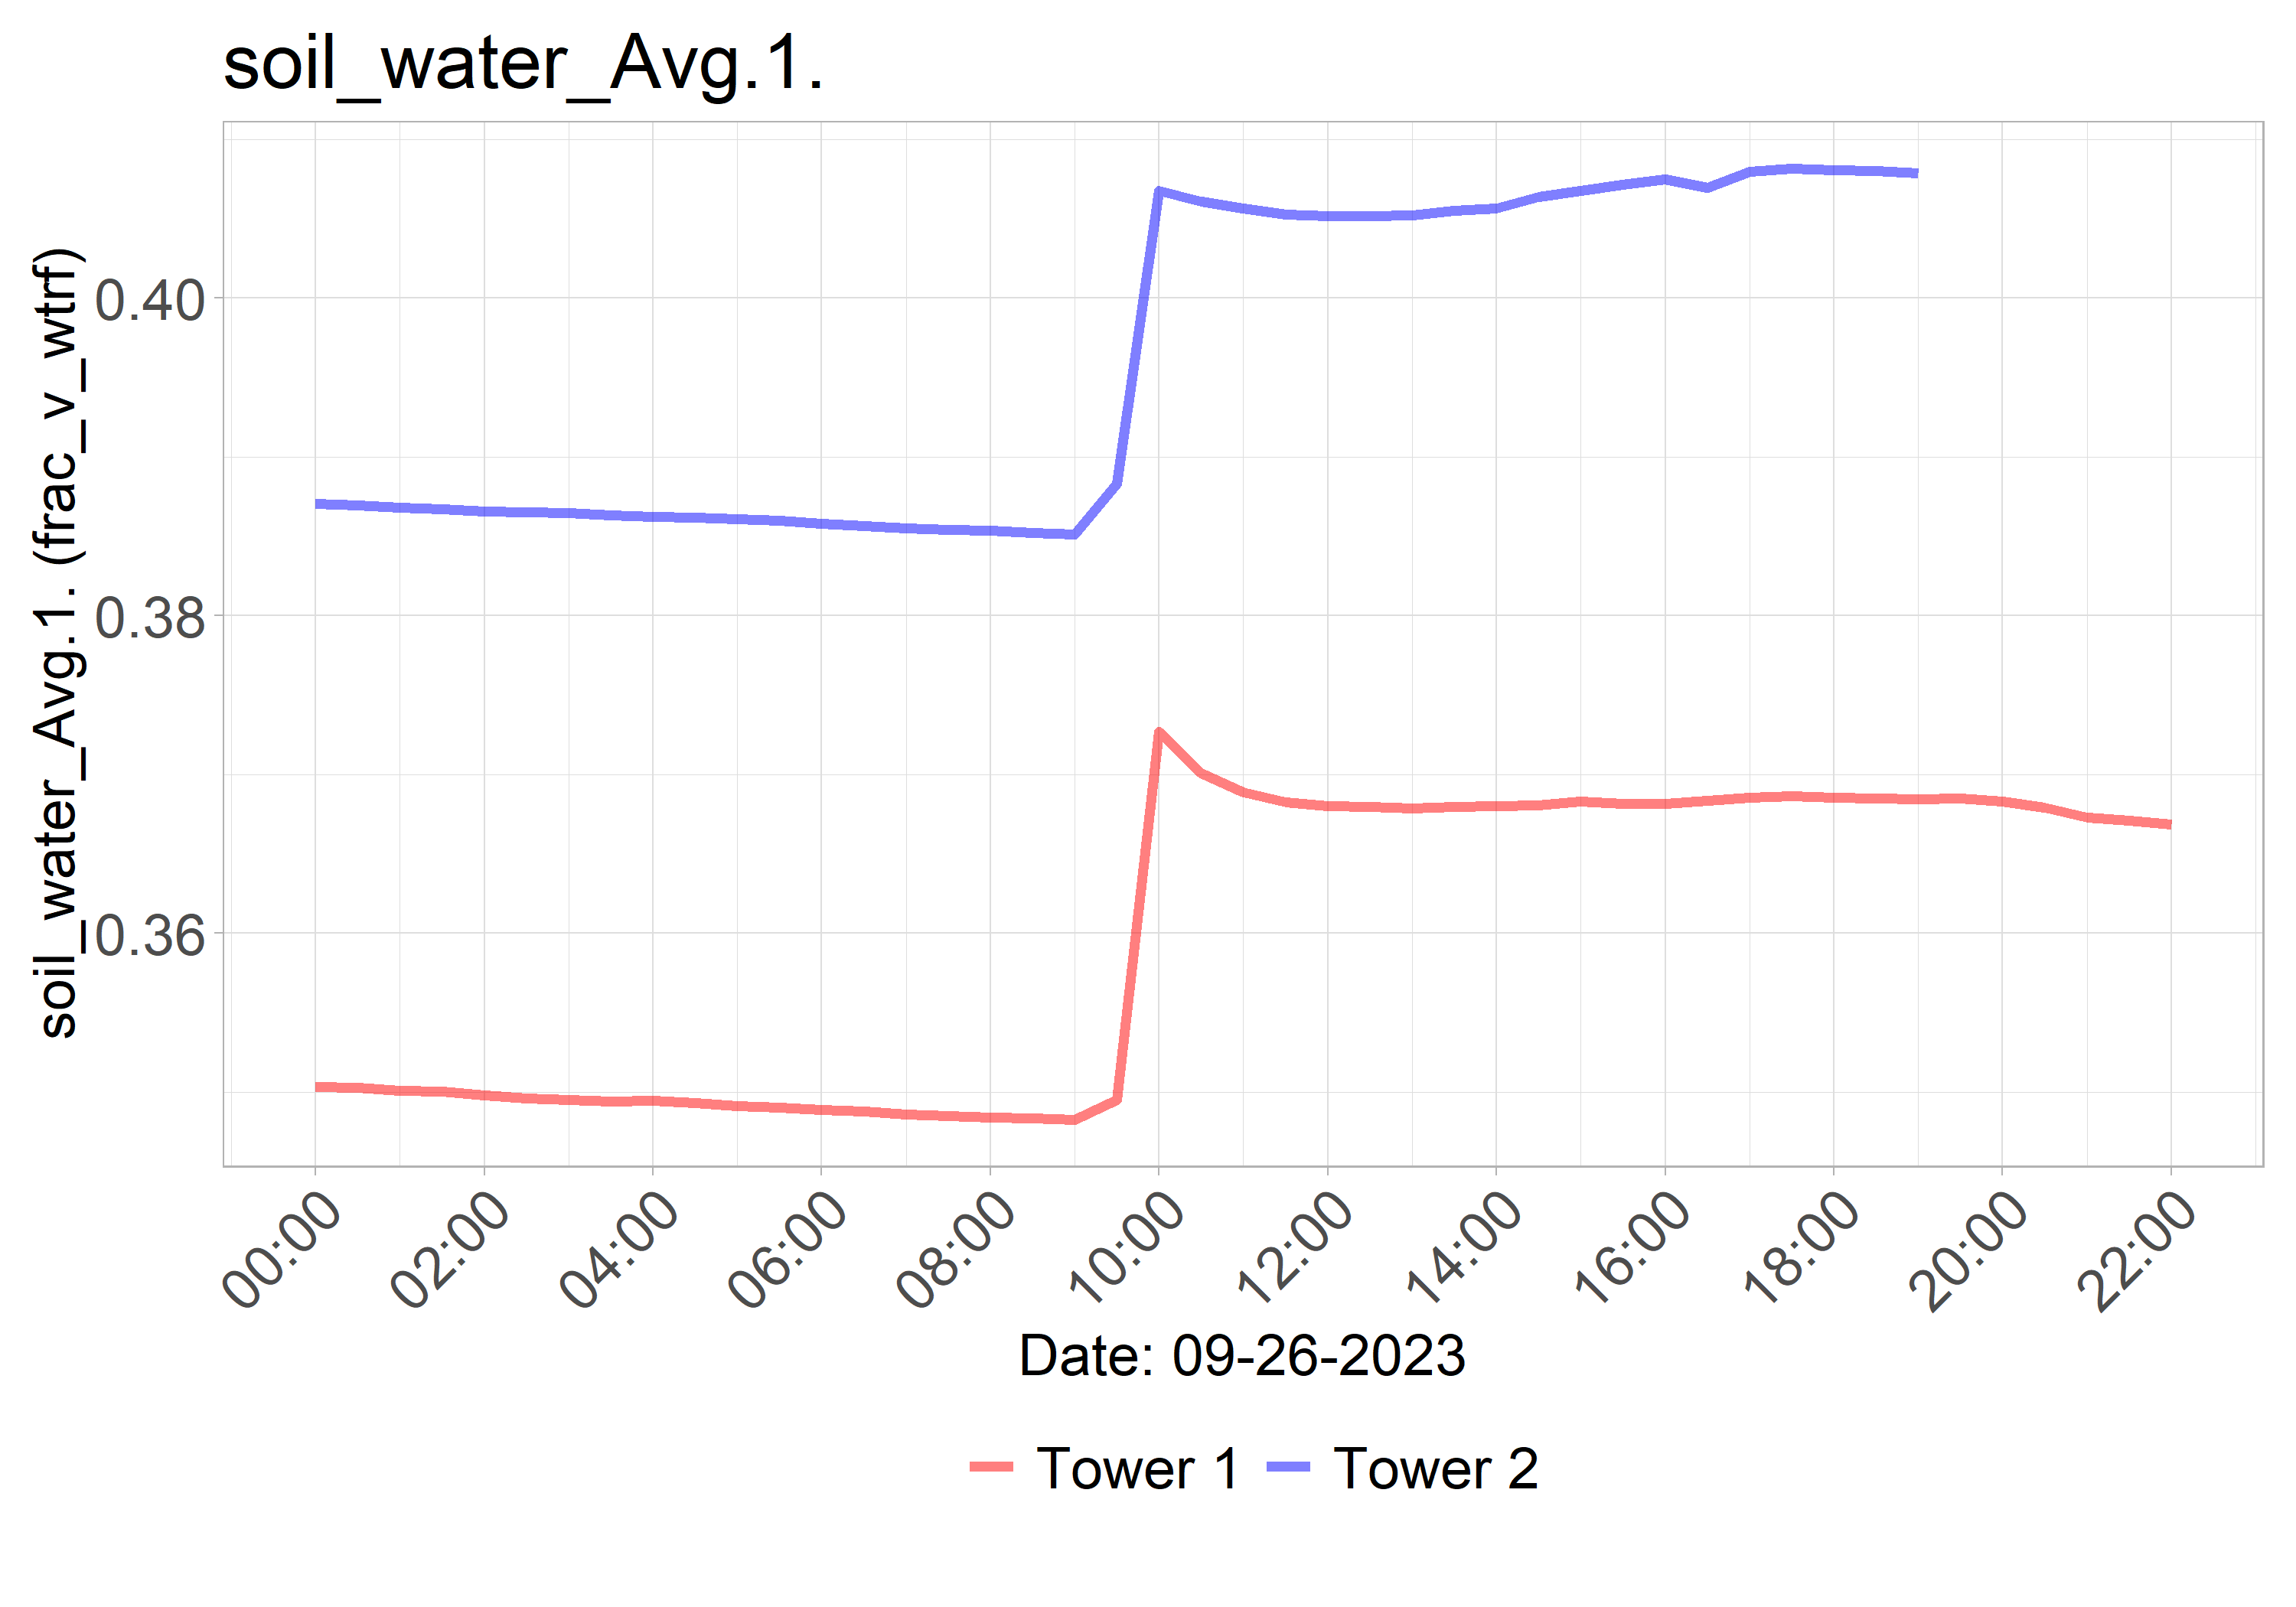 soil_water_Avg.1.
soil_water_Avg.1. (frac_v_wtrf)
0.40
0.38
0.36
00:00 02:00 04:00 06:00 08:00 10:00 12:00 14:00 16:00 18:00 20:00 22:00
Date: 09-26-2023
Tower 1 Tower 2